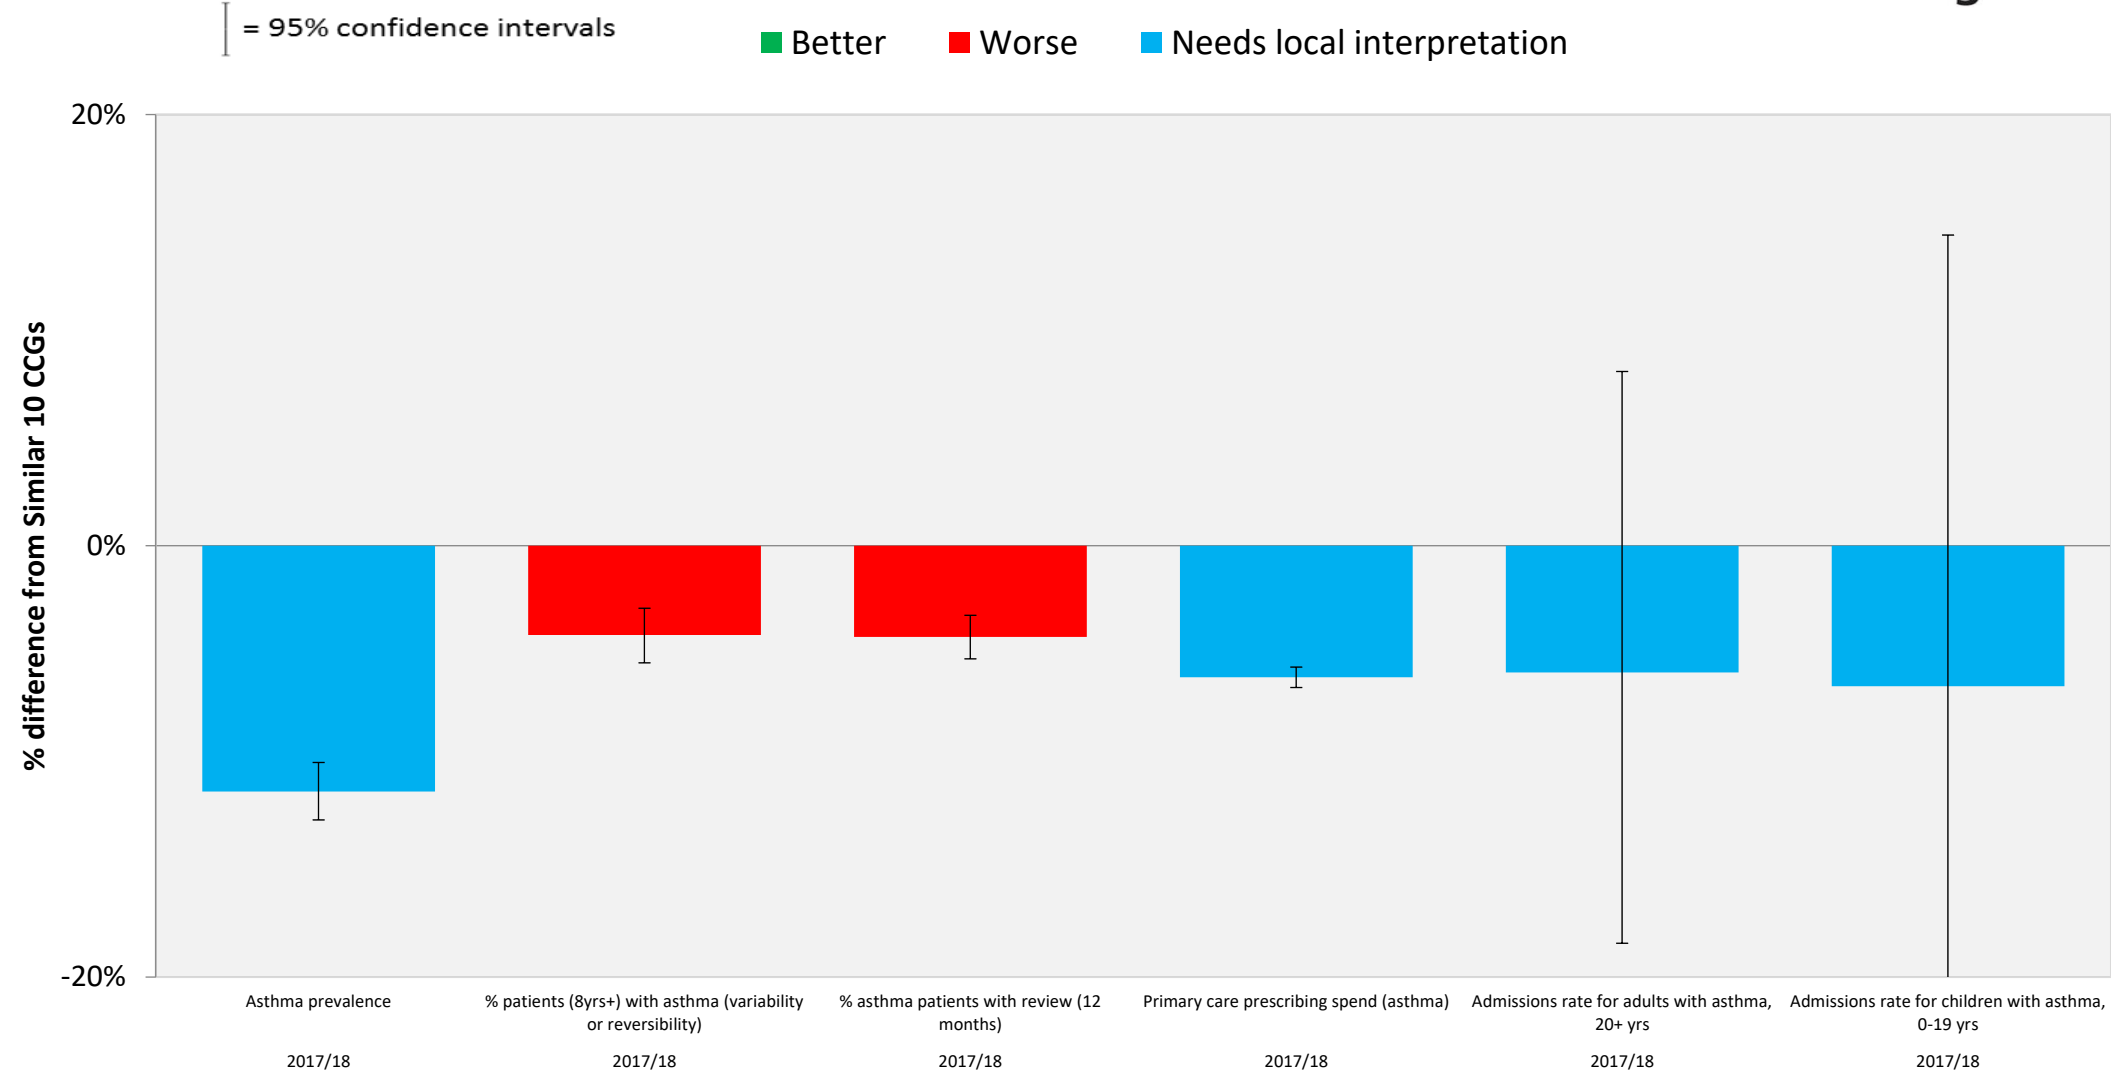 = 95% confidence intervals
Better Worse Needs local interpretation
20%
0%
-20%
% difference from Similar 10 CCGs
Asthma prevalence
2017/18
% patients (8yrs+) with asthma (variability
or reversibility)
2017/18
% asthma patients with review (12
months)
2017/18
Primary care prescribing spend (asthma)
2017/18
Admissions rate for adults with asthma,
20+ yrs
2017/18
Admissions rate for children with asthma,
0-19 yrs
2017/18